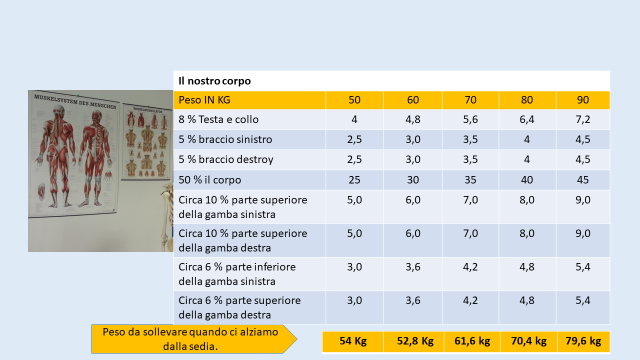 Il nostro corpo
Peso IN KG 50 60 70 80 90
8 % Testa e collo 4 4,8 5,6 6,4 7,2
5 % braccio sinistro 2,5 3,0 3,5 4 4,5
5 % braccio destroy 2,5 3,0 3,5 4 4,5
50 % il corpo 25 30 35 40 45
Circa 10 % parte superiore 5,0 6,0 7,0 8,0 9,0
della gamba sinistra
Circa 10 % parte superiore 5,0 6,0 7,0 8,0 9,0
della gamba destra
Circa 6 % parte inferiore 3,0 3,6 4,2 4,8 5,4
della gamba sinistra
Circa 6 % parte superiore 3,0 3,6 4,2 4,8 5,4
della gamba destra
Peso da sollevare quando ci alziamo
dalla sedia.
54 Kg 52,8 Kg 61,6 kg 70,4 kg 79,6 kg
MUSKELSYSTEM DES MENSCHEN